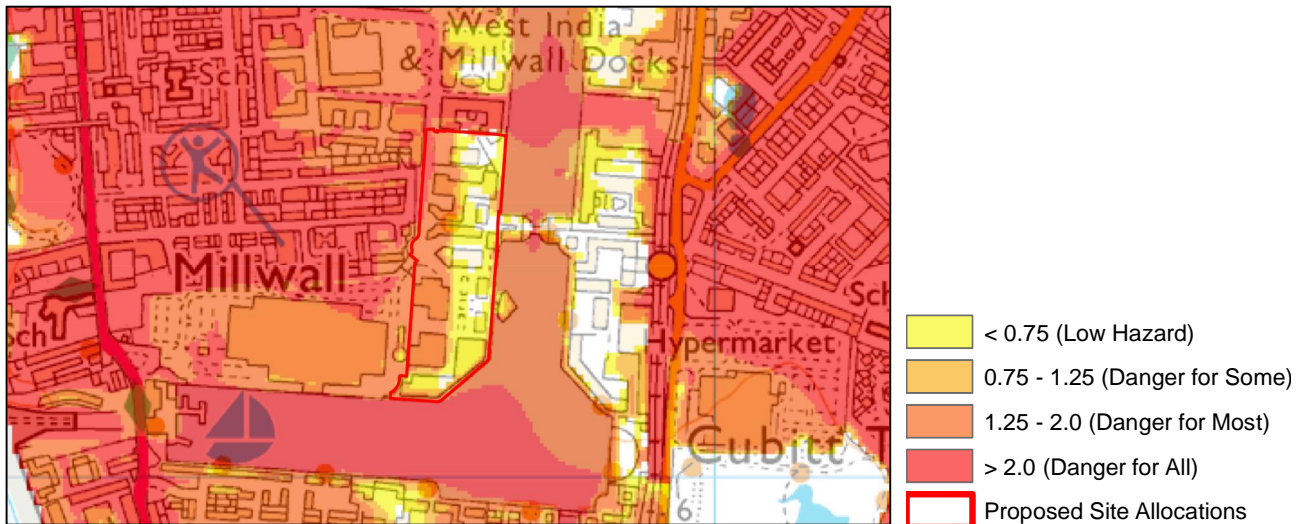 West India
& Millwall Docks
Sch
Millwall
Sch
Sch
Hypermarket
Cubitt T
6
< 0.75 (Low Hazard)
0.75 - 1.25 (Danger for Some)
1.25 - 2.0 (Danger for Most)
> 2.0 (Danger for All)
Proposed Site Allocations